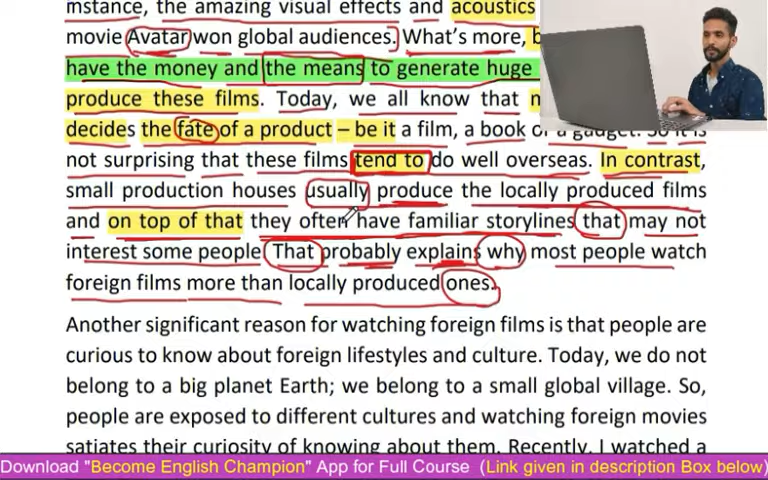 mstance, the amazing visual effects and acoustics
movie Avatar won global audiences. What's more, b
have the money and the means to generate huge
produce these films. Today, we all know that m
decides the fate of a product – be it a film, a book or a gadget. So it is
not surprising that these films tend to do well overseas. In contrast,
small production houses usually produce the locally produced films
and on top of that they often have familiar storylines that may not
interest some people. That probably explains why most people watch
foreign films more than locally produced ones.
Another significant reason for watching foreign films is that people are
curious to know about foreign lifestyles and culture. Today, we do not
belong to a big planet Earth; we belong to a small global village. So,
people are exposed to different cultures and watching foreign movies
satiates their curiosity of knowing about them. Recently, I watched a
Download "Become English Champion" App for Full Course (Link given in description Box below)